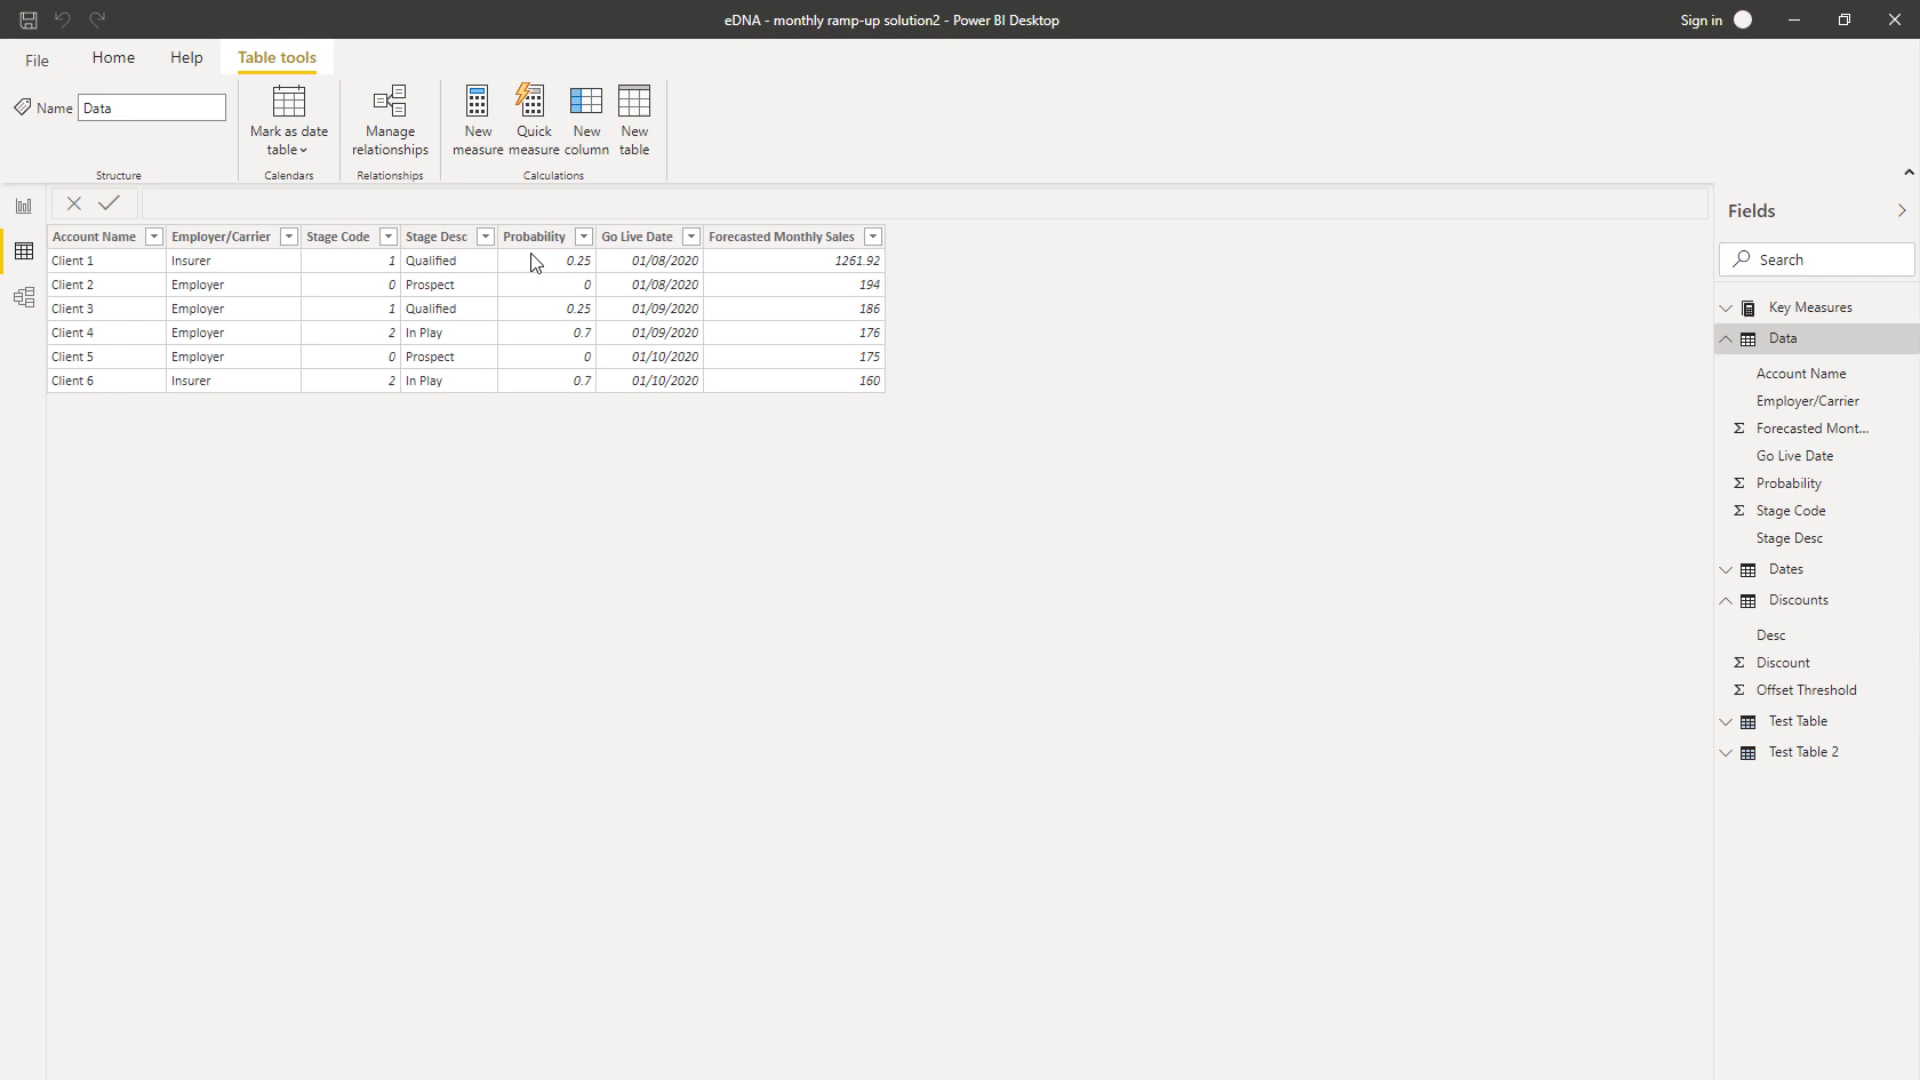 eDNA - monthly ramp-up solution2 - Power BI Desktop
Sign in
File Home Help Table tools
Name Data
Mark as date table
Manage relationships
New measure
Quick measure
New column
New table
Structure Calendars Relationships Calculations
Account Name Employer/Carrier Stage Code Stage Desc Probability Go Live Date Forecasted Monthly Sales
Client 1 Insurer 1 Qualified 0.25 01/08/2020 1261.92
Client 2 Employer 0 Prospect 0 01/08/2020 194
Client 3 Employer 1 Qualified 0.25 01/09/2020 186
Client 4 Employer 2 In Play 0.7 01/09/2020 176
Client 5 Employer 0 Prospect 0 01/10/2020 175
Client 6 Insurer 2 In Play 0.7 01/10/2020 160
Fields
Search
Key Measures
Data
Account Name
Employer/Carrier
Σ Forecasted Mont...
Go Live Date
Σ Probability
Σ Stage Code
Stage Desc
Dates
Discounts
Desc
Σ Discount
Σ Offset Threshold
Test Table
Test Table 2